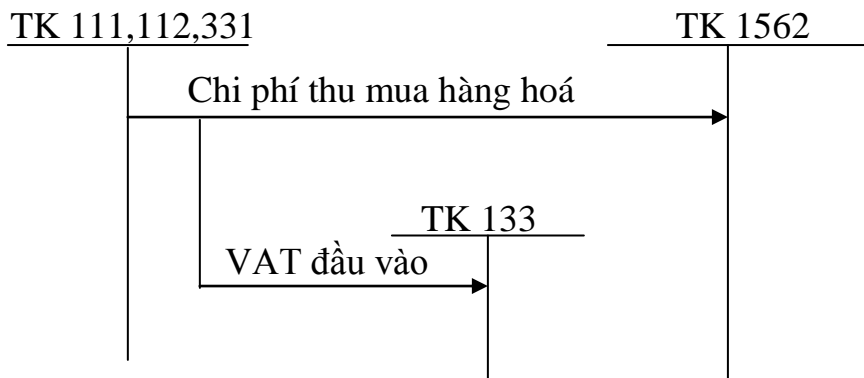 TK 111,112,331
TK 1562
Chi phí thu mua hàng hoá
TK 133
VAT đầu vào